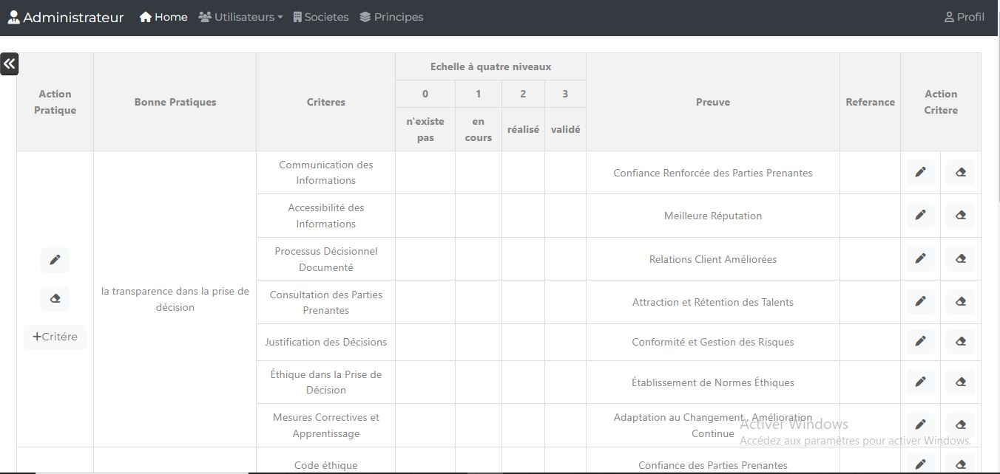 Administrateur Home Utilisateurs Societes Principes Profil
Action Pratique
Bonne Pratiques
Criteres
Echelle à quatre niveaux
0 1 2 3
n'existe pas
en cours
réalisé
validé
Preuve
Referance
Action Critere
+Critére
la transparence dans la prise de
décision
Communication des
Informations
Confiance Renforcée des Parties Prenantes
Accessibilité des
Informations
Meilleure Réputation
Processus Décisionnel
Documenté
Relations Client Améliorées
Consultation des Parties
Prenantes
Attraction et Rétention des Talents
Justification des Décisions
Conformité et Gestion des Risques
Éthique dans la Prise de
Décision
Établissement de Normes Éthiques
Mesures Correctives et
Apprentissage
Adaptation au Changement, Amélioration
Continue
Activer Windows
Accédez aux paramètres pour activer Windows.
Code éthique
Confiance des Parties Prenantes